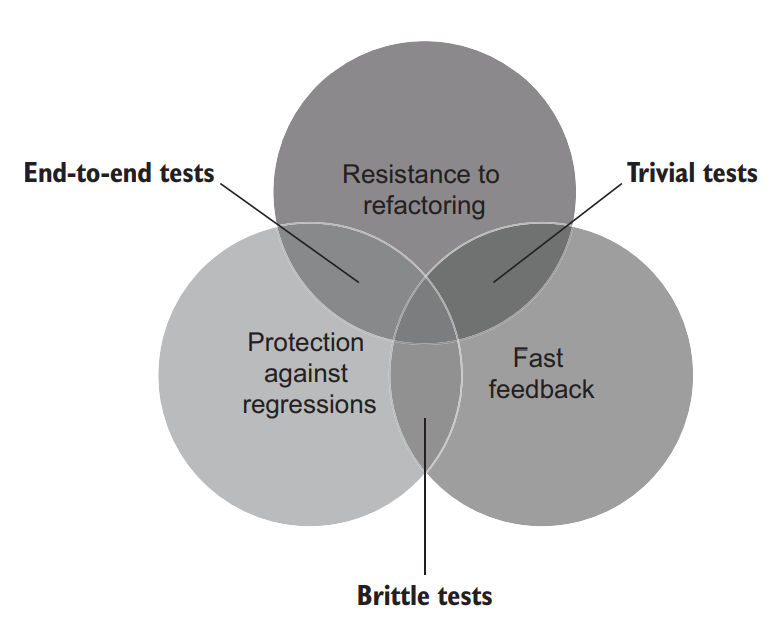 Resistance to
refactoring
End-to-end tests
Trivial tests
Protection
against
regressions
Fast
feedback
Brittle tests